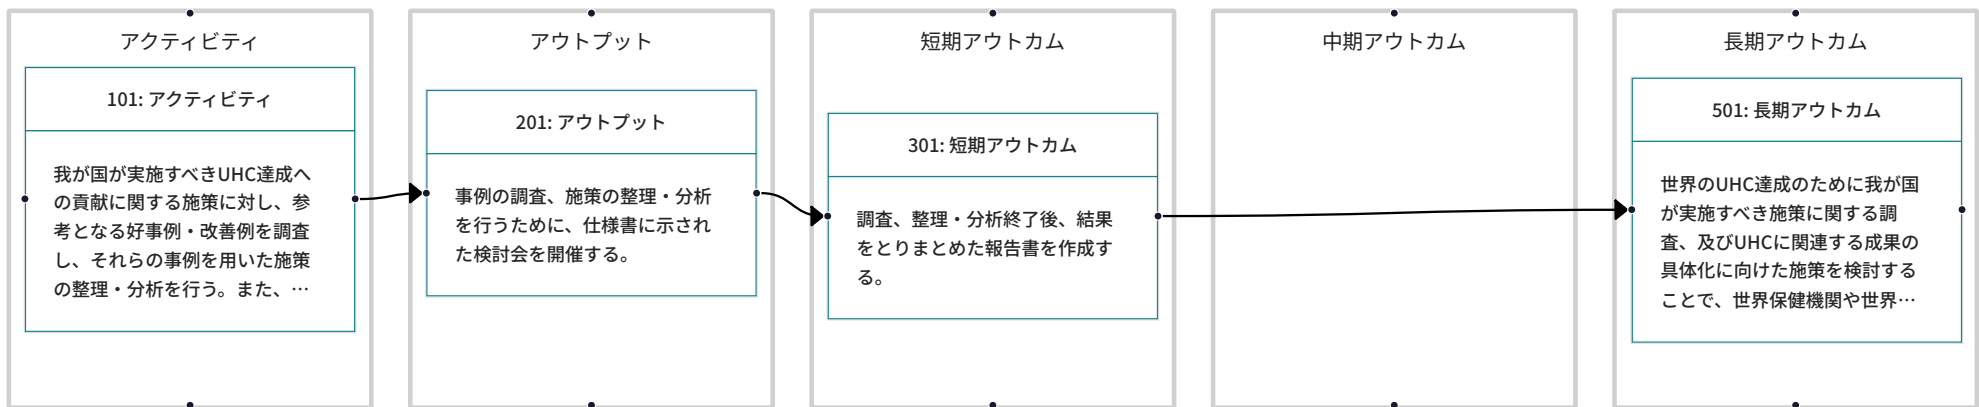 アクティビティ
101: アクティビティ
我が国が実施すべきUHC達成へ
の貢献に関する施策に対し、参
考となる好事例・改善例を調査
し、それらの事例を用いた施策
の整理・分析を行う。また、…
アウトプット
201: アウトプット
事例の調査、施策の整理・分析
を行うために、仕様書に示され
た検討会を開催する。
短期アウトカム
301: 短期アウトカム
調査、整理・分析終了後、結果
をとりまとめた報告書を作成す
る。
中期アウトカム
長期アウトカム
501: 長期アウトカム
世界のUHC達成のために我が国
が実施すべき施策に関する調
査、及びUHCに関連する成果の
具体化に向けた施策を検討する
ことで、世界保健機関や世界…